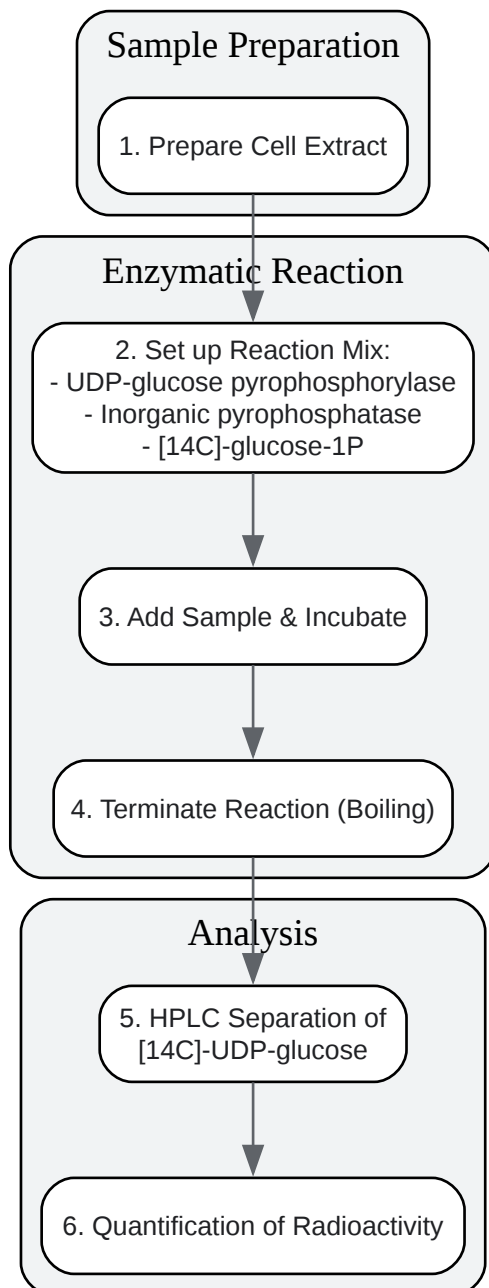 Sample Preparation
1. Prepare Cell Extract
Enzymatic Reaction
2. Set up Reaction Mix:
- UDP-glucose pyrophosphorylase
- Inorganic pyrophosphatase
- [14C]-glucose-1P
3. Add Sample & Incubate
4. Terminate Reaction (Boiling)
Analysis
5. HPLC Separation of
[14C]-UDP-glucose
6. Quantification of Radioactivity